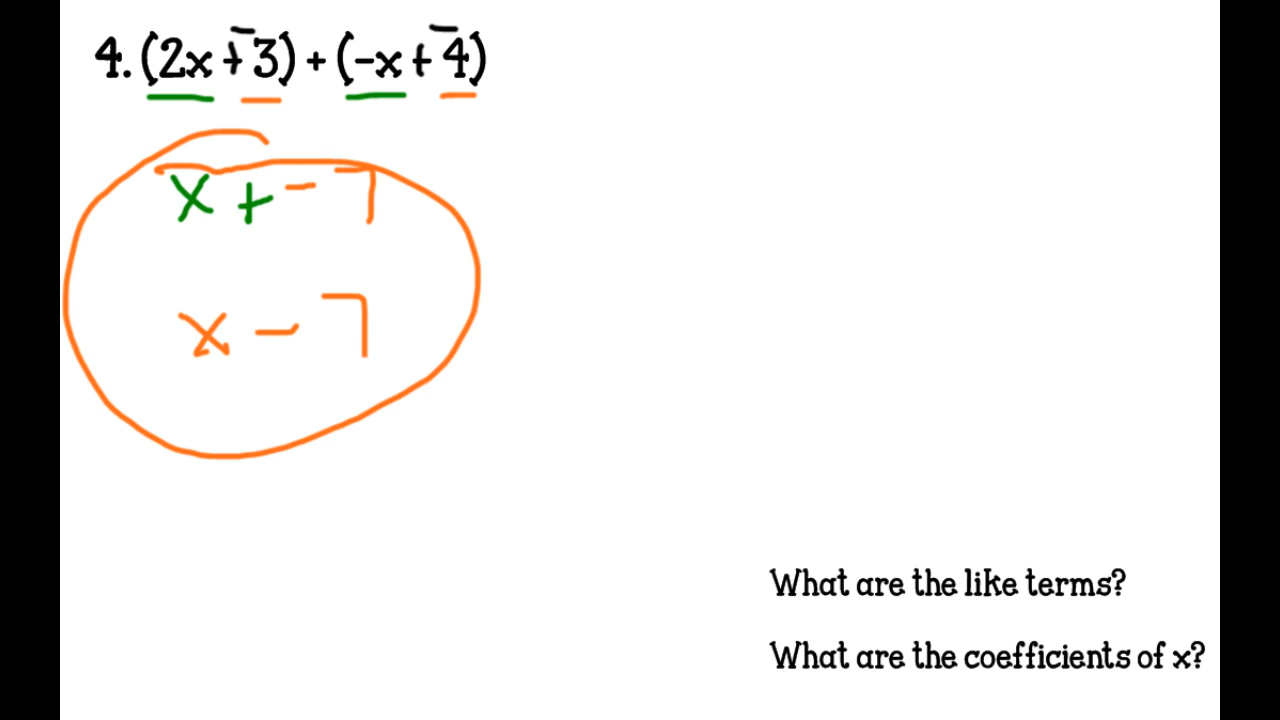 4. (2x + ⁻3) + (-x + ⁻4)
x + ⁻7
x - 7
What are the like terms?
What are the coefficients of x?